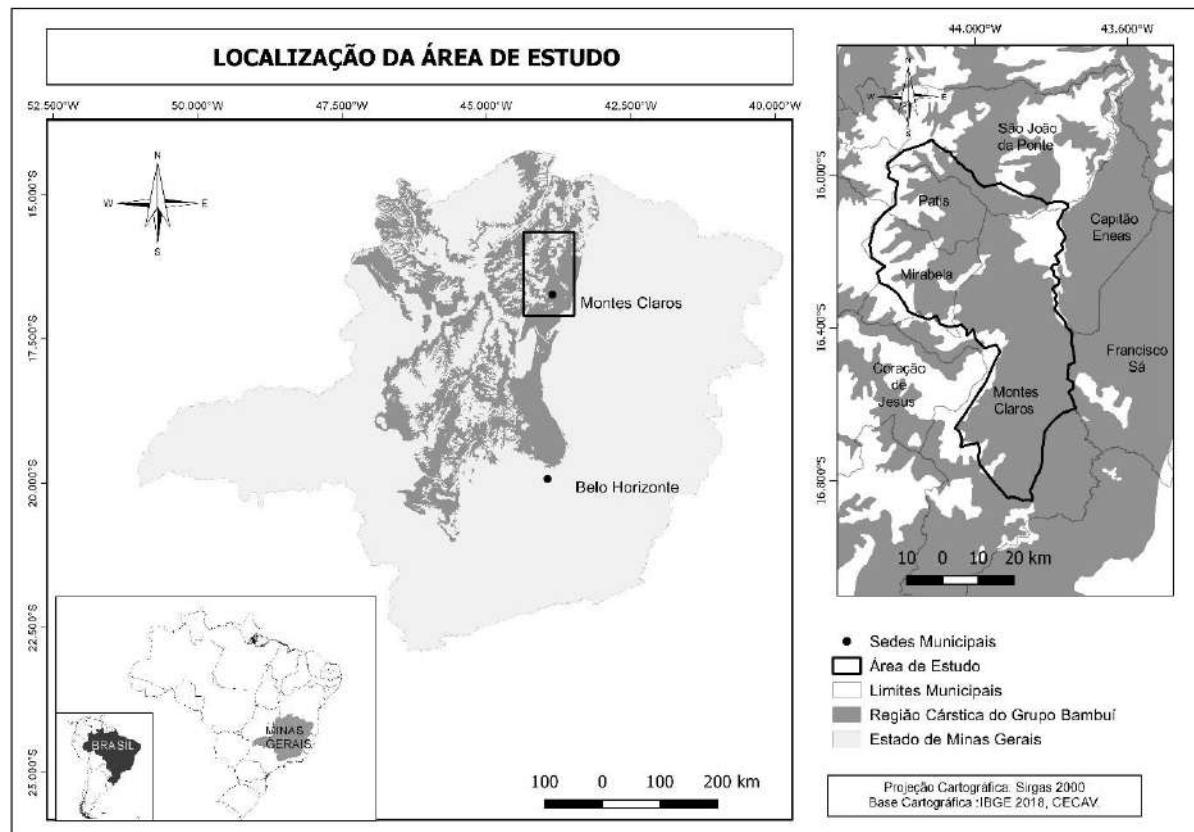 LOCALIZAÇÃO DA ÁREA DE ESTUDO
52.500°W 50.000°W 47.500°W 45.000°W 42.500°W 40.000°W
15.000°S
17.500°S
20.000°S
22.500°S
25.000°S
N
W E
S
Montes Claros
Belo Horizonte
MINAS
GERAIS
BRASIL
100 0 100 200 km
44.000°W 43.600°W
16.000°S
16.400°S
16.800°S
N
W E
S
São João
da Ponte
Patis
Capitão
Eneas
Mirabela
Francisco
Sá
Coração
de
Jesus
Montes
Claros
10 0 10 20 km
Sedes Municipais
Área de Estudo
Limites Municipais
Região Cárstica do Grupo Bambuí
Estado de Minas Gerais
Projeção Cartográfica. Sirgas 2000
Base Cartográfica :IBGE 2018, CECAV.